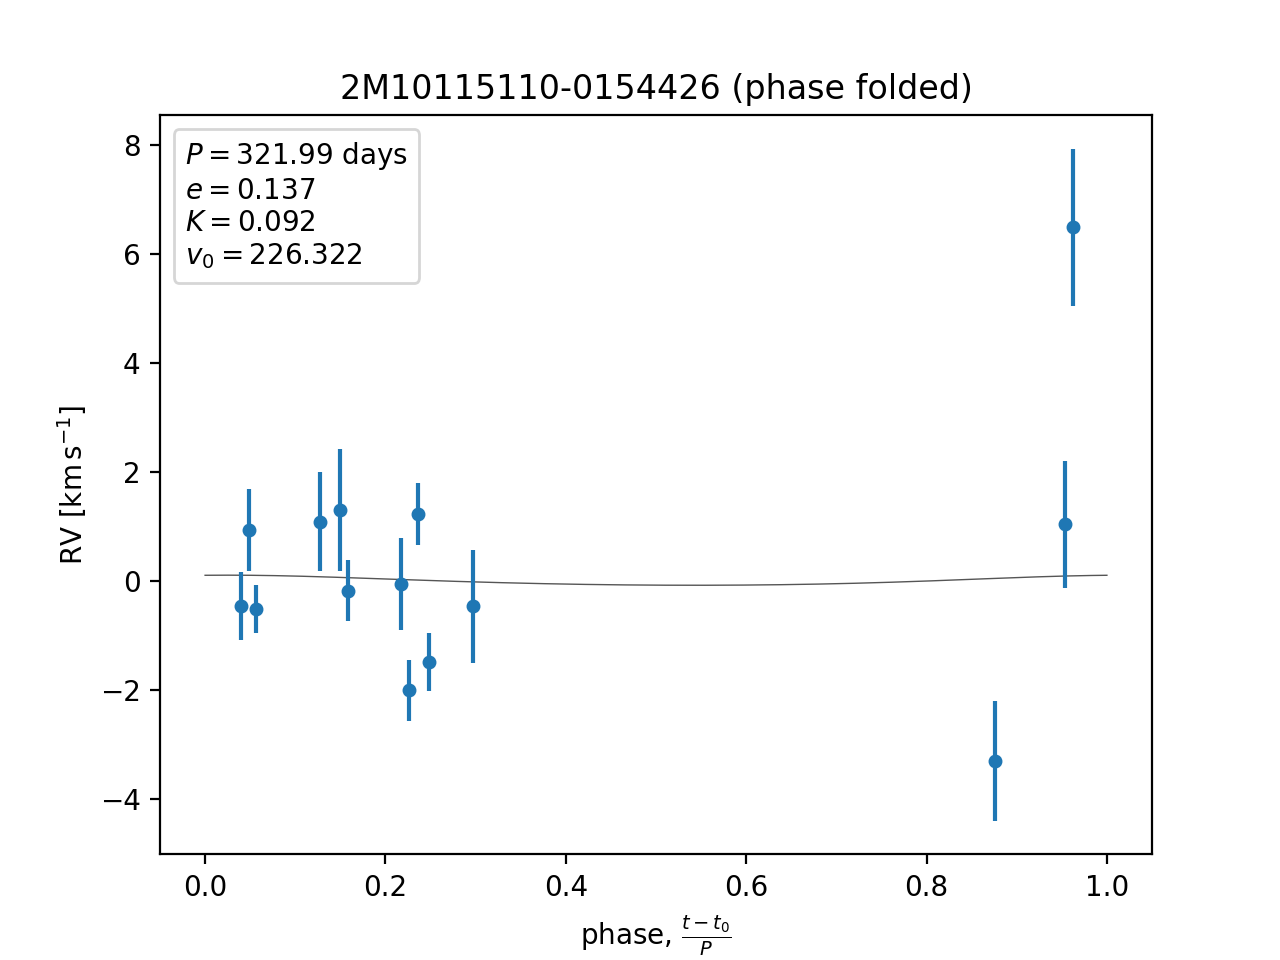 2M10115110-0154426 (phase folded)
P = 321.99 days
e = 0.137
K = 0.092
v₀ = 226.322
RV [km s⁻¹]
8
6
4
2
0
−2
−4
0.0 0.2 0.4 0.6 0.8 1.0
phase, (t − t₀)/P